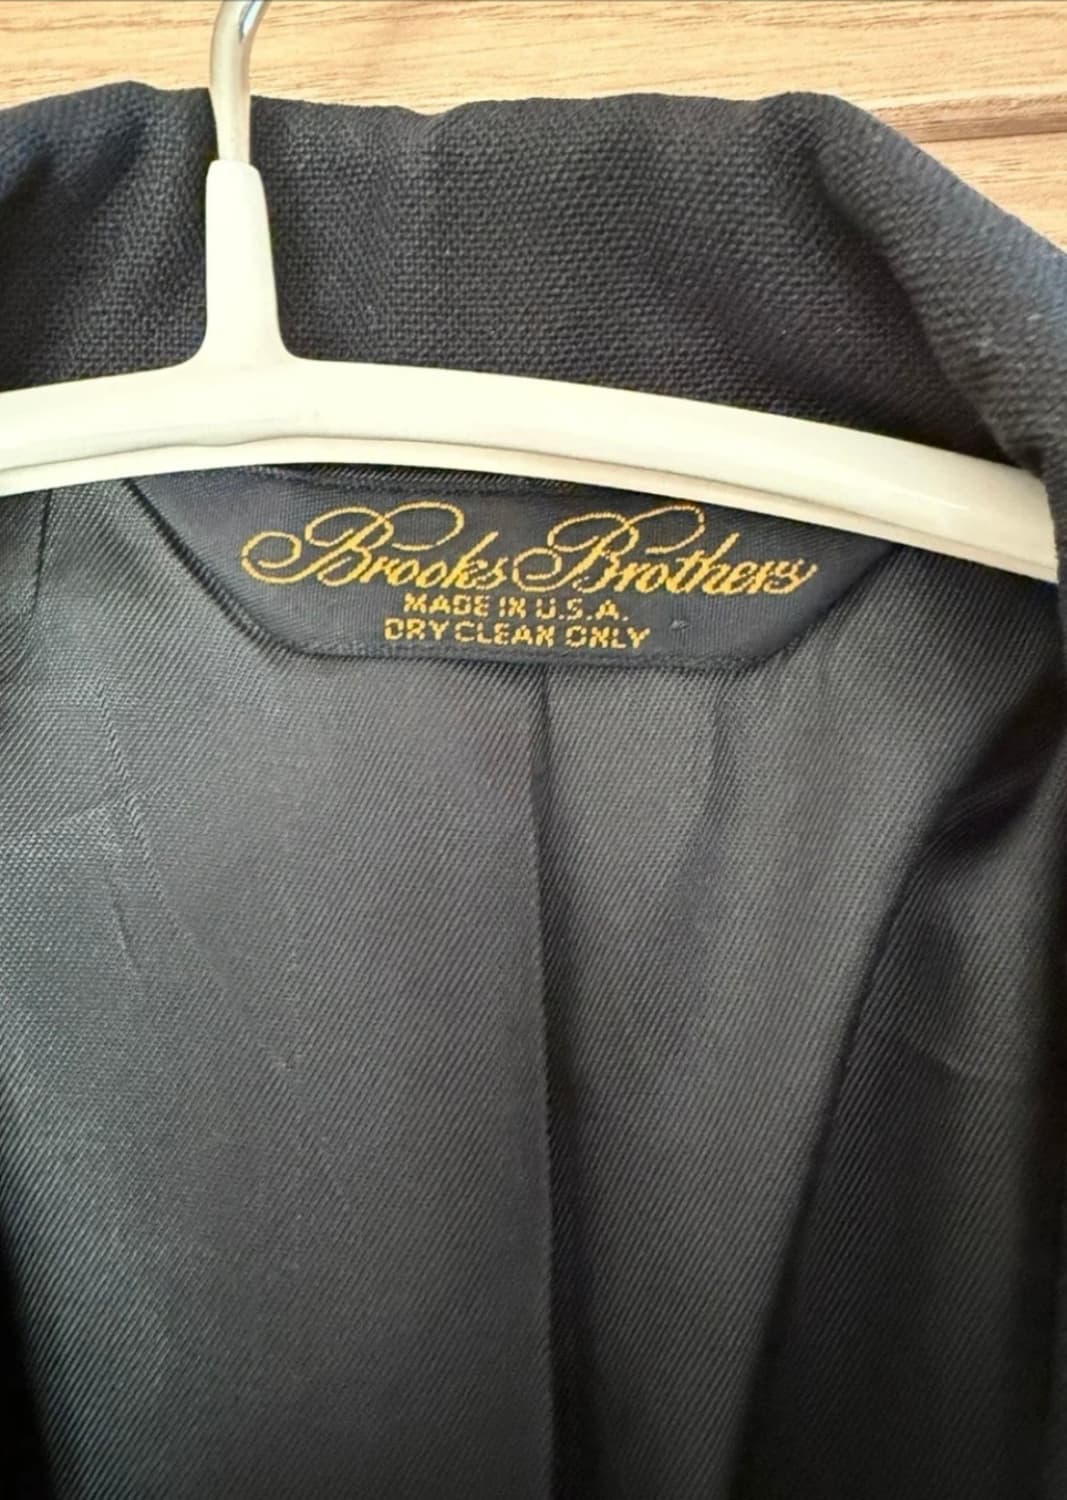 Brooks Brothers
MADE IN U.S.A.
DRY CLEAN ONLY